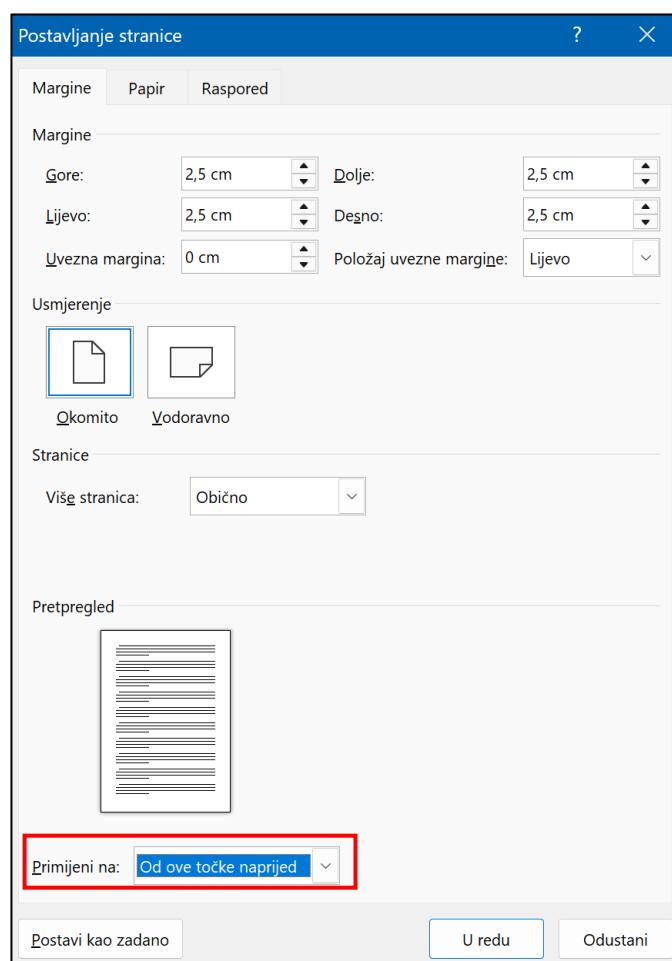 Postavljanje stranice ?
Margine Papir Raspored
Margine
Gore: 2,5 cm Dolje: 2,5 cm
Lijevo: 2,5 cm Desno: 2,5 cm
Uvezna margina: 0 cm Položaj uvezne margine: Lijevo
Usmjerenje
Okomito Vodoravno
Stranice
Više stranica: Obično
Pretpregled
Primijeni na: Od ove točke naprijed
Postavi kao zadano U redu Odustani